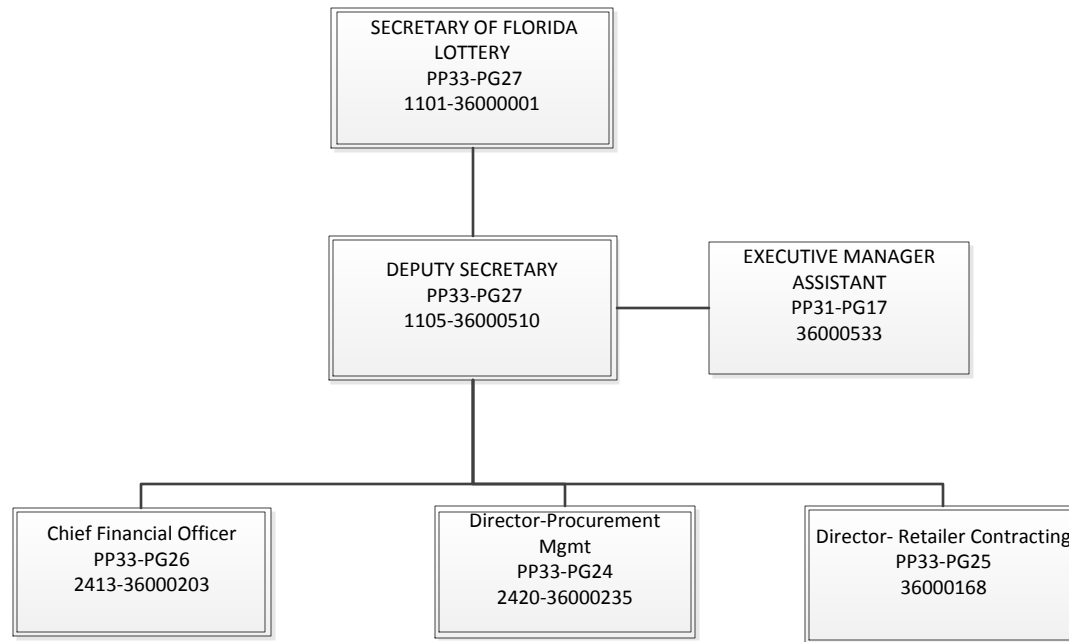 SECRETARY OF FLORIDA
LOTTERY
PP33-PG27
1101-36000001
DEPUTY SECRETARY
PP33-PG27
1105-36000510
EXECUTIVE MANAGER
ASSISTANT
PP31-PG17
36000533
Chief Financial Officer
PP33-PG26
2413-36000203
Director-Procurement
Mgmt
PP33-PG24
2420-36000235
Director- Retailer Contracting
PP33-PG25
36000168